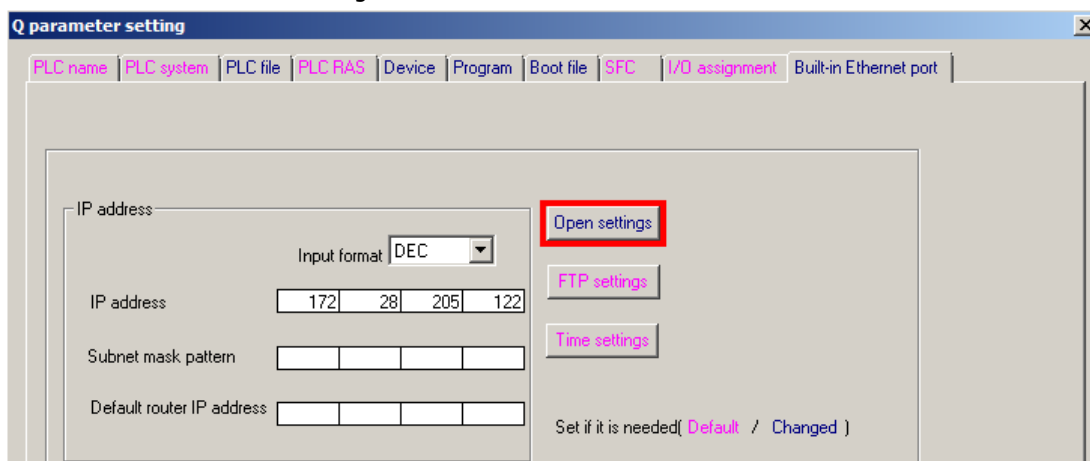 Q parameter setting
PLC name PLC system PLC file PLC RAS Device Program Boot file SFC I/O assignment Built-in Ethernet port
IP address
Open settings
Input format DEC
FTP settings
IP address 172 28 205 122
Time settings
Subnet mask pattern
Default router IP address
Set if it is needed( Default / Changed )